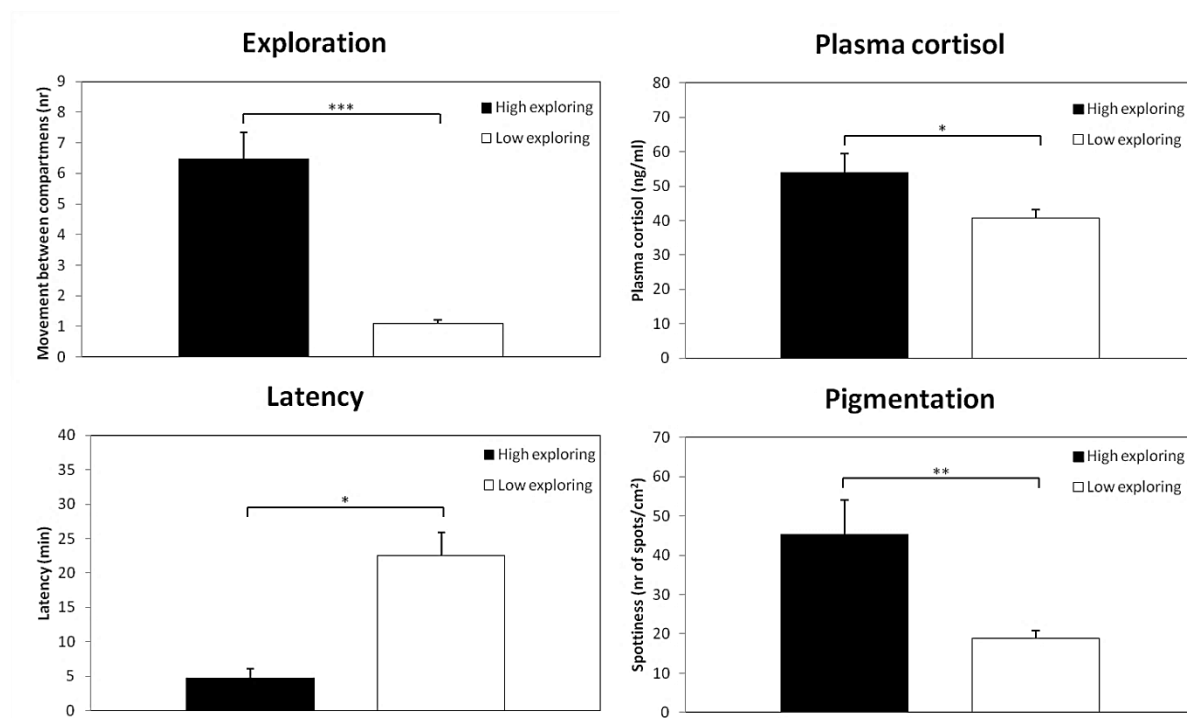 Exploration
Movement between compartmens (nr)
9
8
7
6
5
4
3
2
1
0
***
High exploring
Low exploring
Plasma cortisol
Plasma cortisol (ng/ml)
80
70
60
50
40
30
20
10
0
*
High exploring
Low exploring
Latency
Latency (min)
40
35
30
25
20
15
10
5
0
*
High exploring
Low exploring
Pigmentation
Spottiness (nr of spots/cm²)
70
60
50
40
30
20
10
0
**
High exploring
Low exploring